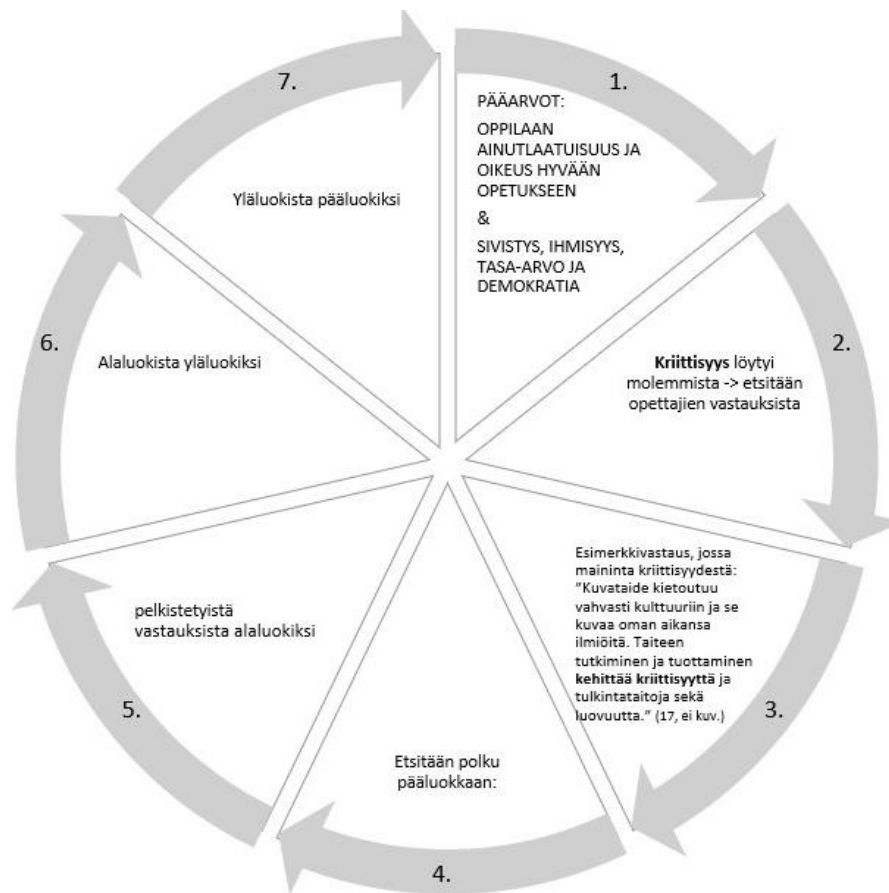 1.
PÄÄARVOT:
OPPILAAN
AINUTLAATUISUUS JA
OIKEUS HYVÄÄN
OPETUKSEEN
&
SIVISTYS, IHMISYYS,
TASA-ARVO JA
DEMOKRATIA
2.
Kriittisyys löytyi
molemmista -> etsitään
opettajien vastauksista
3.
Esimerkkivastaus, jossa
maininta kriittisyydestä:
”Kuvataide kietoutuu
vahvasti kulttuuriin ja se
kuvaa oman aikansa
ilmiöitä. Taiteen
tutkiminen ja tuottaminen
kehittää kriittisyyttä ja
tulkintataitoja sekä
luovuutta.” (17, ei kuv.)
4.
Etsitään polku
pääluokkaan:
5.
pelkistetyistä
vastauksista alaluokiksi
6.
Alaluokista yläluokiksi
7.
Yläluokista pääluokiksi